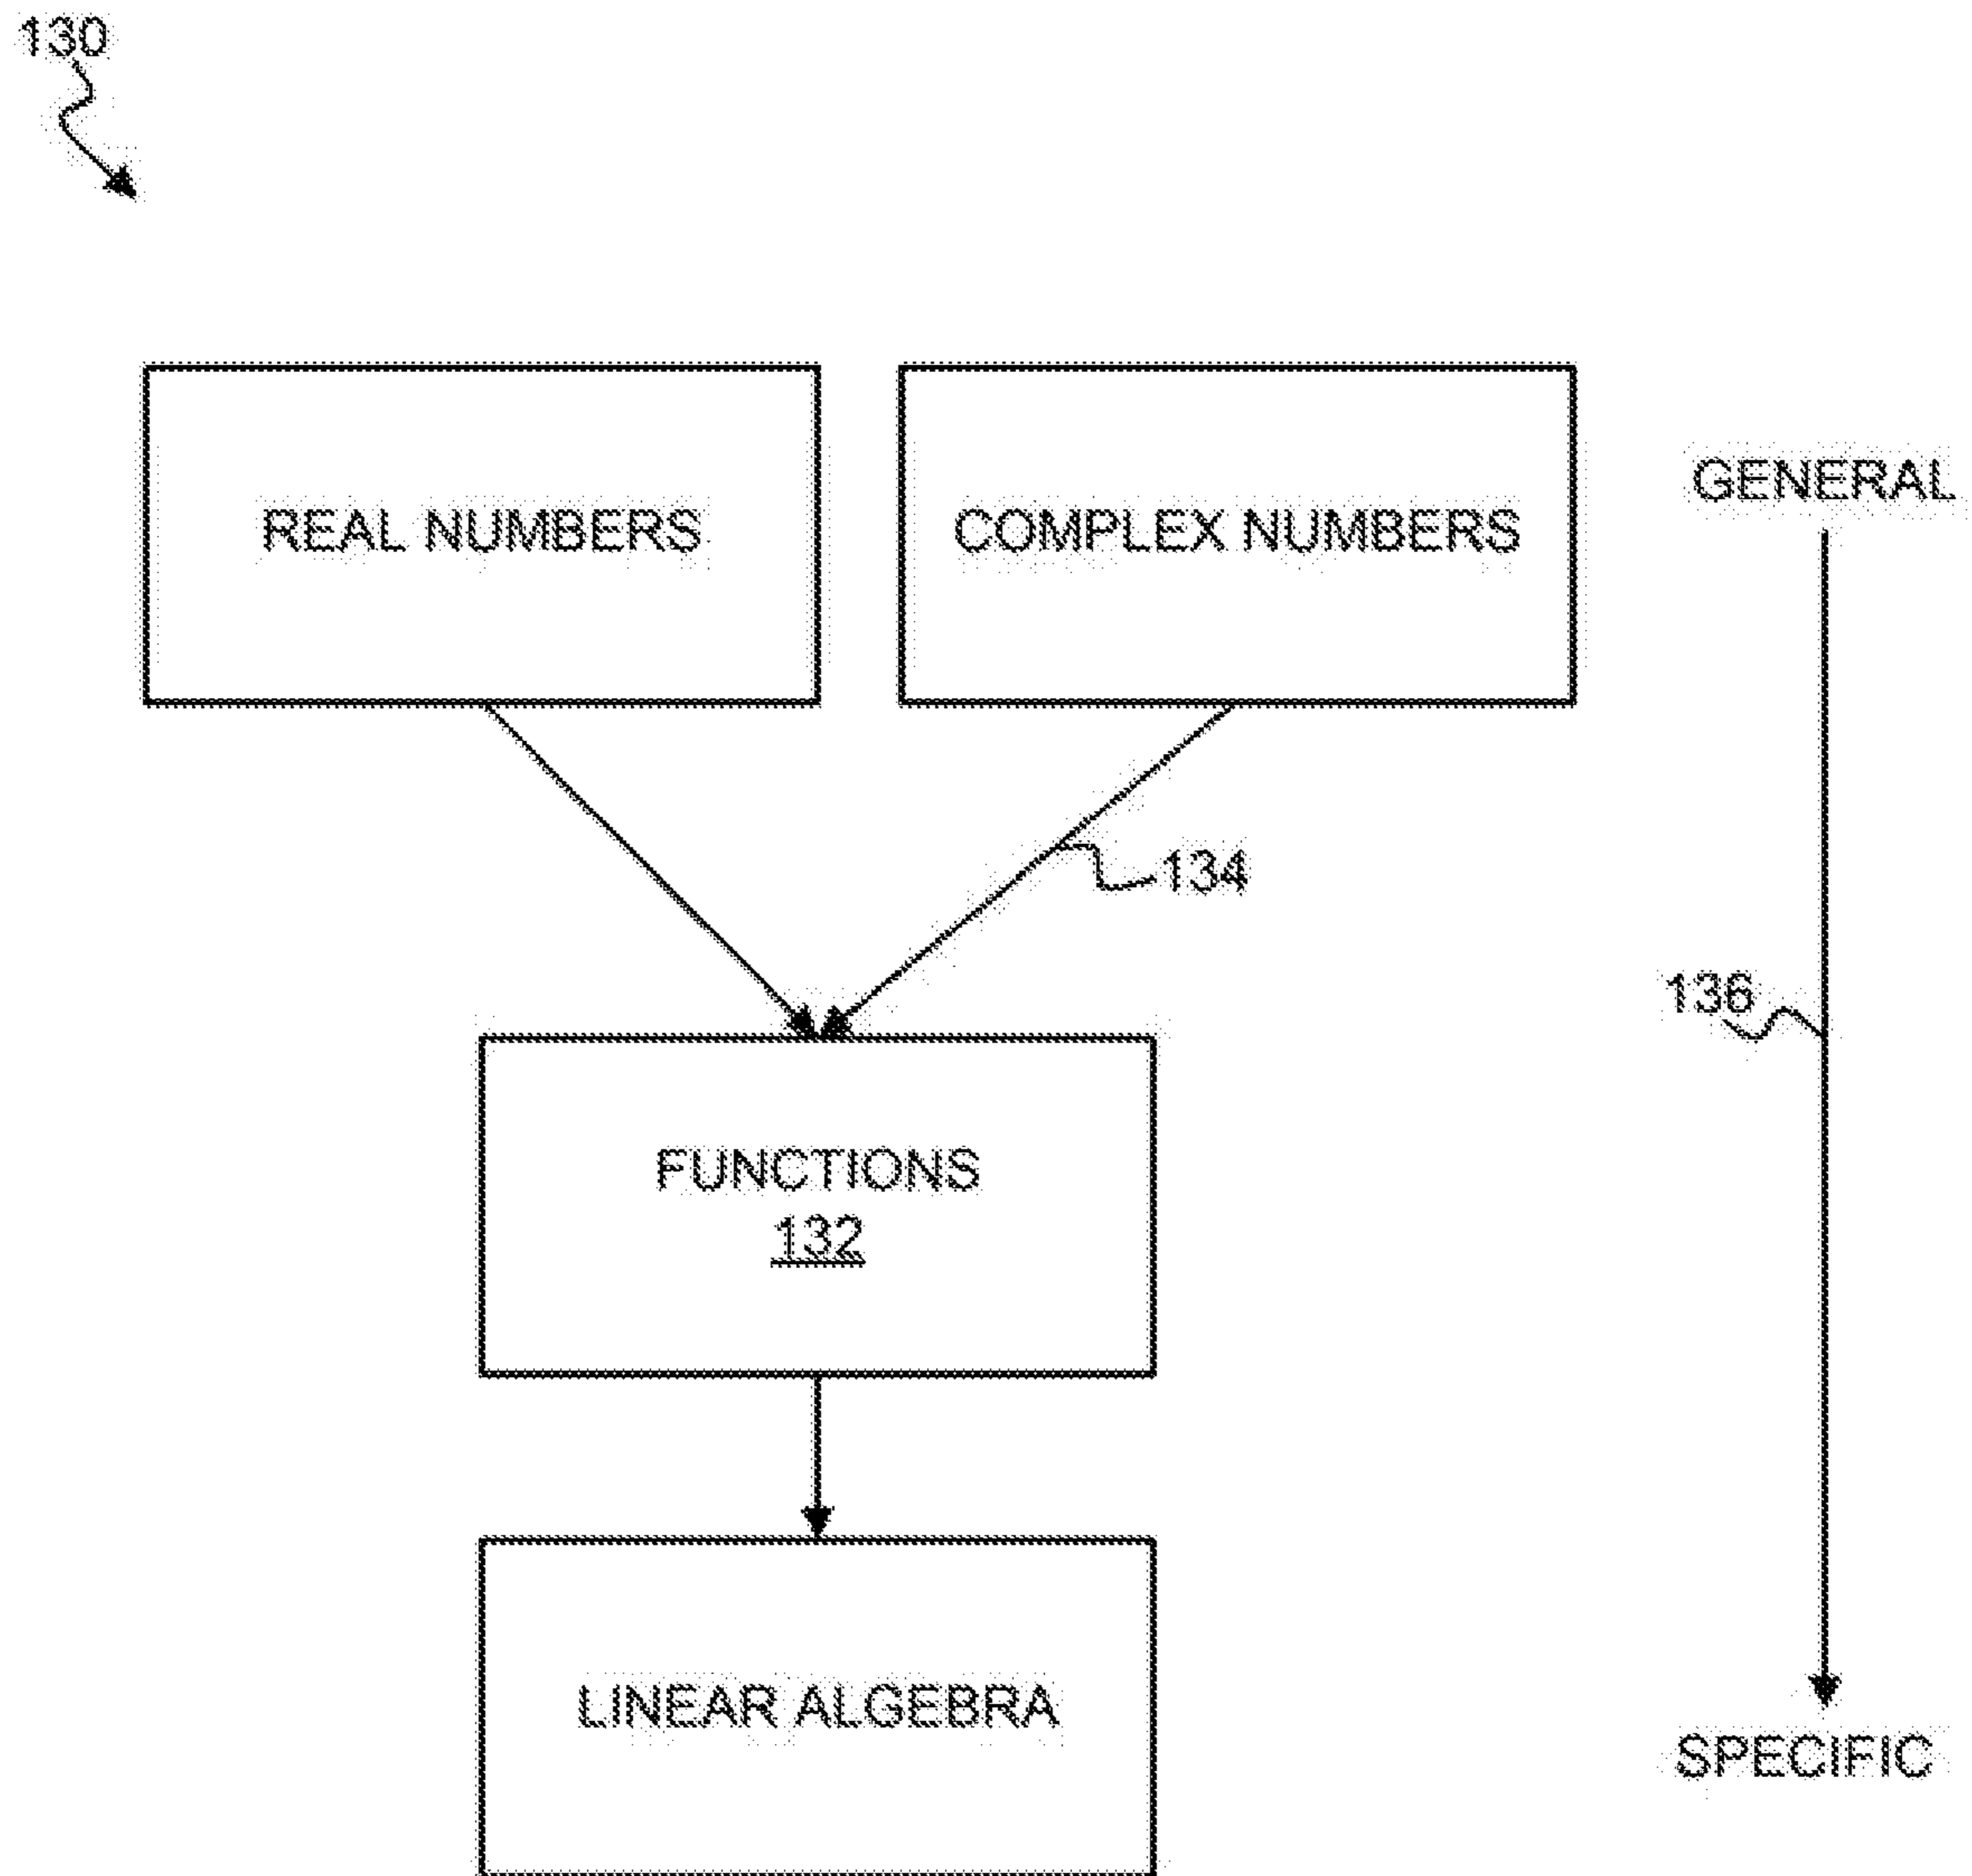 130
REAL NUMBERS
COMPLEX NUMBERS
GENERAL
134
136
FUNCTIONS
132
LINEAR ALGEBRA
SPECIFIC